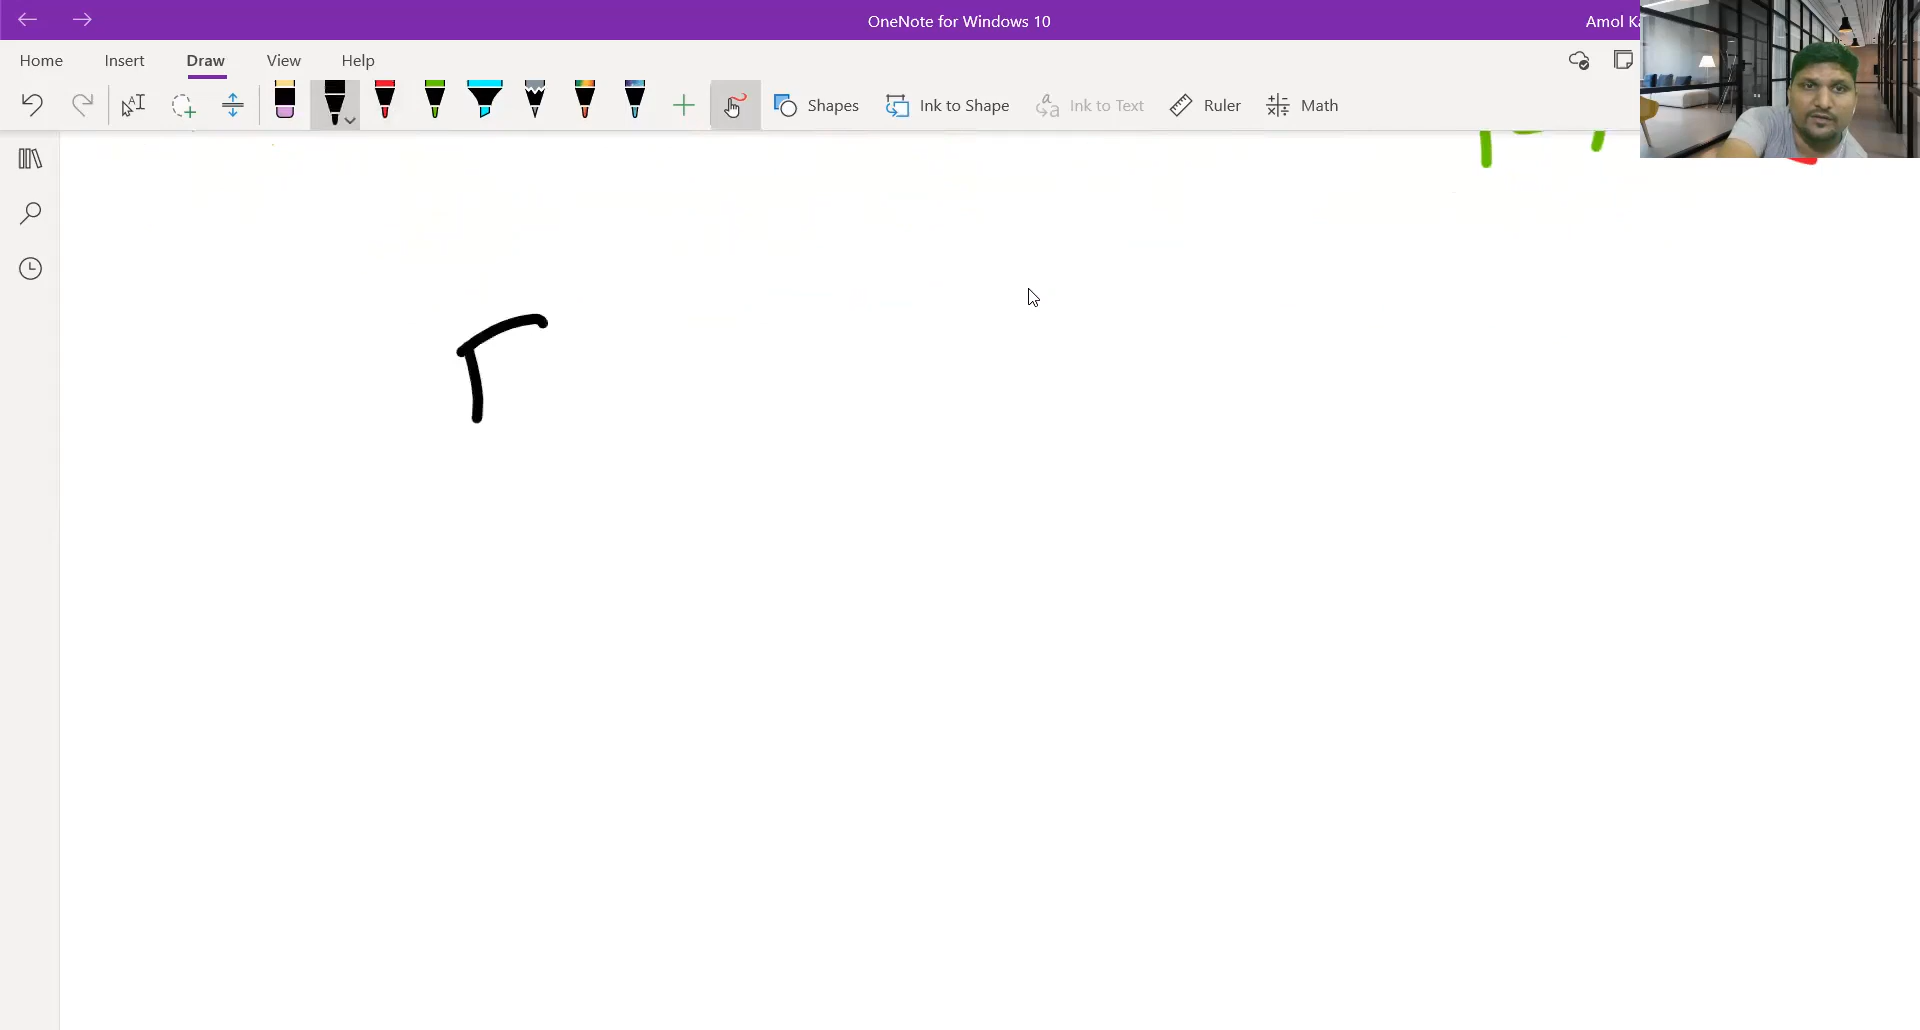 OneNote for Windows 10
Amol Ka
Home Insert Draw View Help
Shapes Ink to Shape Ink to Text Ruler Math